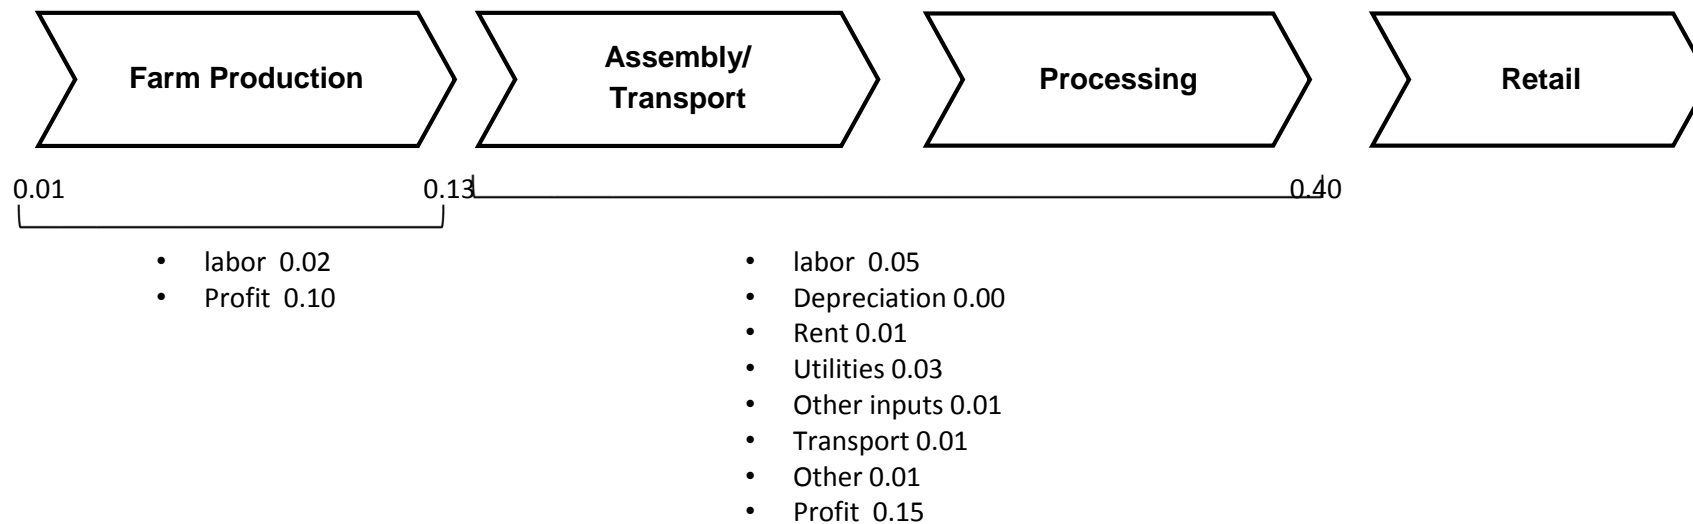 Farm Production
Assembly/
Transport
Processing
Retail
0.01
0.13
0.40
• labor 0.02
• Profit 0.10
• labor 0.05
• Depreciation 0.00
• Rent 0.01
• Utilities 0.03
• Other inputs 0.01
• Transport 0.01
• Other 0.01
• Profit 0.15